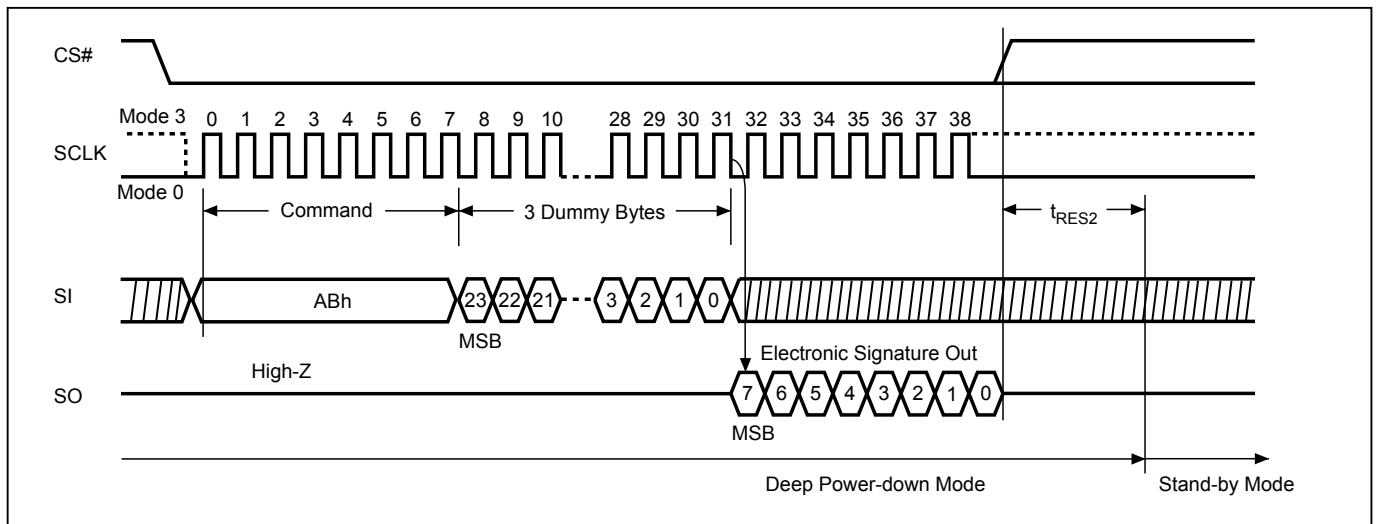 CS#
Mode 3 0 1 2 3 4 5 6 7 8 9 10 28 29 30 31 32 33 34 35 36 37 38
SCLK
Mode 0
Command 3 Dummy Bytes tRES2
SI ABh 23 22 21 3 2 1 0
MSB
High-Z Electronic Signature Out
SO 7 6 5 4 3 2 1 0
MSB
Deep Power-down Mode Stand-by Mode